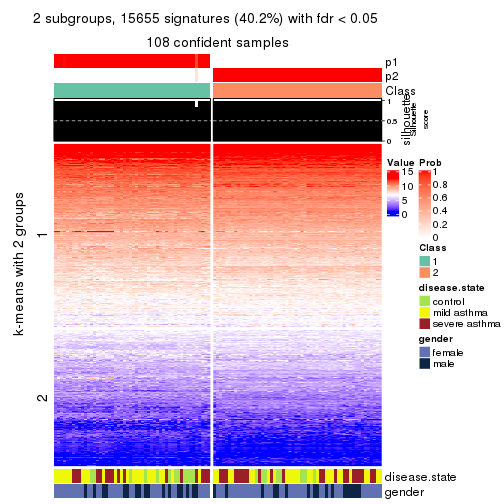 2 subgroups, 15655 signatures (40.2%) with fdr < 0.05
108 confident samples
p1
p2
Class
silhouette
1
0.5
0
Silhouette
score
k-means with 2 groups
1
2
Value
15
10
5
0
Prob
1
0.8
0.6
0.4
0.2
0
Class
1
2
disease.state
control
mild asthma
severe asthma
gender
female
male
disease.state
gender